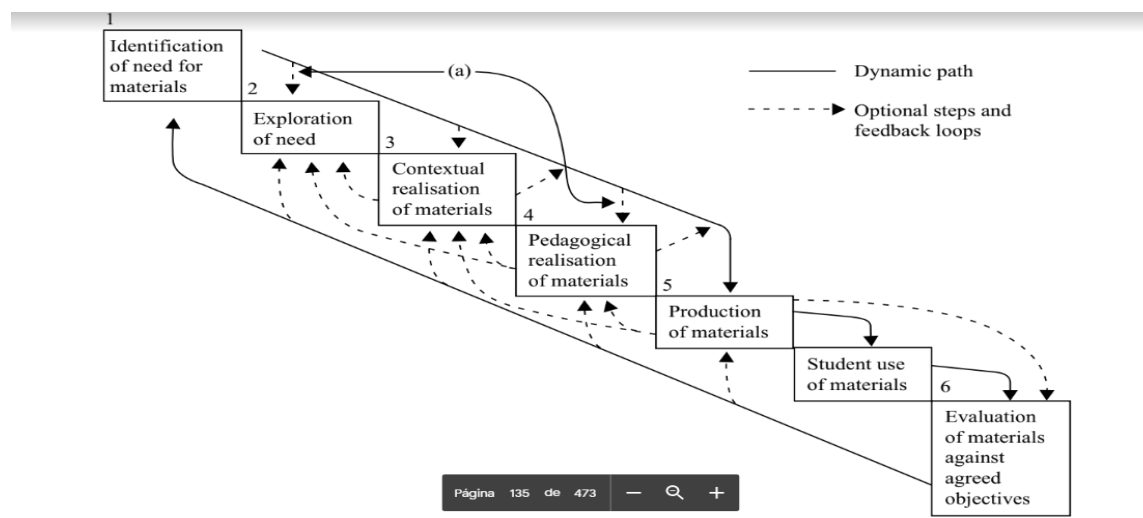 1
Identification
of need for
materials
2
Exploration
of need
3
Contextual
realisation
of materials
4
Pedagogical
realisation
of materials
5
Production
of materials
Student use
of materials
6
Evaluation
of materials
against
agreed
objectives
(a)
Dynamic path
Optional steps and
feedback loops
Página 135 de 473